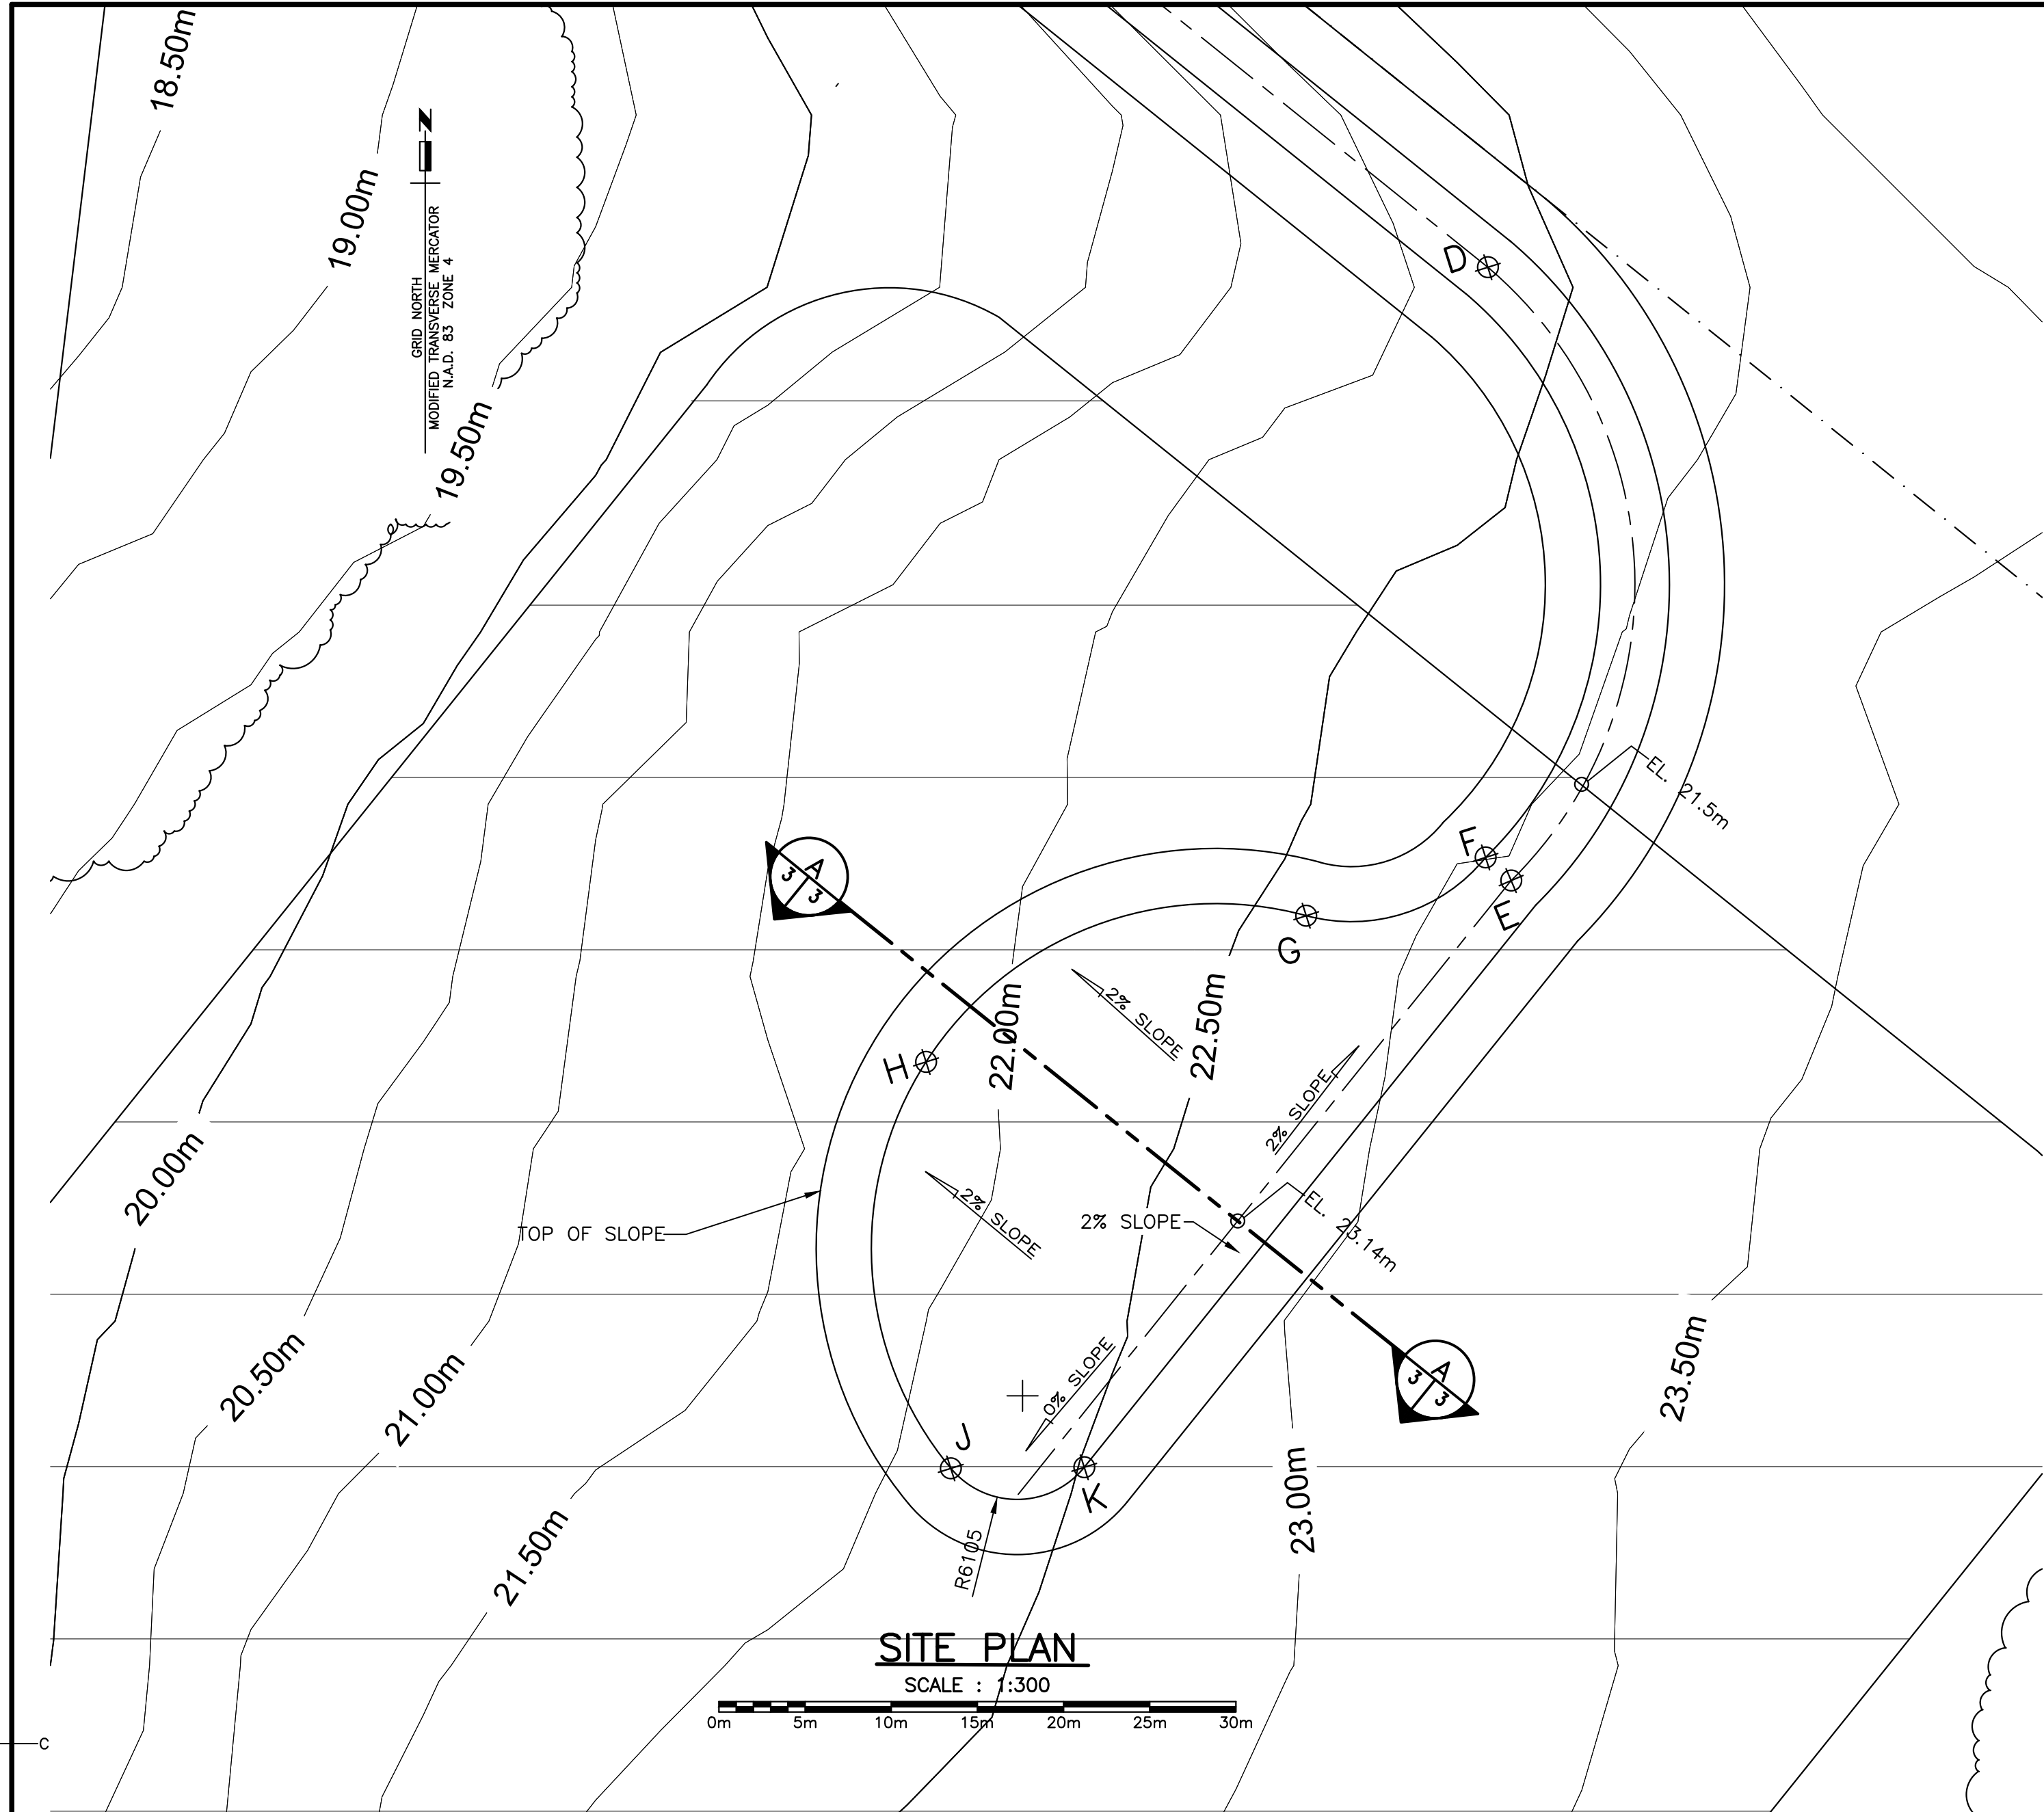 18.50m
N
19.00m
GRID NORTH
MODIFIED TRANSVERSE MERCATOR
N.A.D. 83 ZONE 4
19.50m
D
EL. 21.5m
A
3
3
F
E
G
2% SLOPE
22.00m
22.50m
H
2% SLOPE
20.00m
2% SLOPE
TOP OF SLOPE
2% SLOPE
EL. 23.14m
20.50m
21.00m
0% SLOPE
A
3
3
23.50m
J
K
23.00m
21.50m
R6105
SITE PLAN
SCALE : 1:300
0m 5m 10m 15m 20m 25m 30m
C